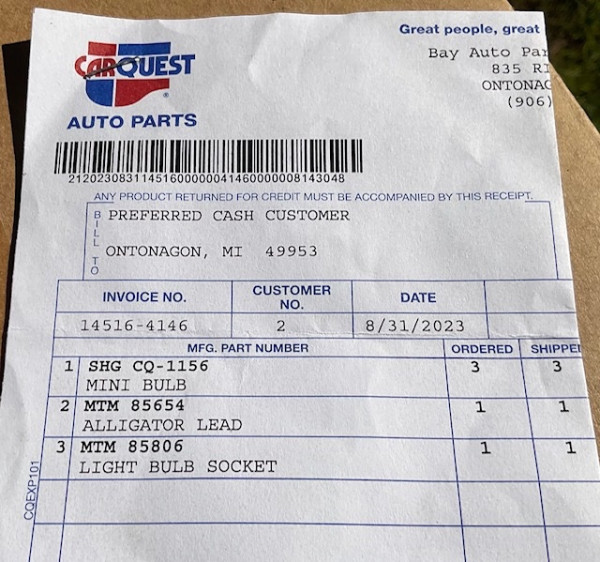 Great people, great
Bay Auto Par
835 RI
ONTONAG
(906)
CARQUEST
®
AUTO PARTS
21202308311451600000041460000008143048
ANY PRODUCT RETURNED FOR CREDIT MUST BE ACCOMPANIED BY THIS RECEIPT.
BILL TO
PREFERRED CASH CUSTOMER
ONTONAGON, MI 49953
INVOICE NO. CUSTOMER NO. DATE
14516-4146 2 8/31/2023
MFG. PART NUMBER ORDERED SHIPPE
1 SHG CQ-1156 3 3
MINI BULB
2 MTM 85654 1 1
ALLIGATOR LEAD
3 MTM 85806 1 1
LIGHT BULB SOCKET
CQEXP101